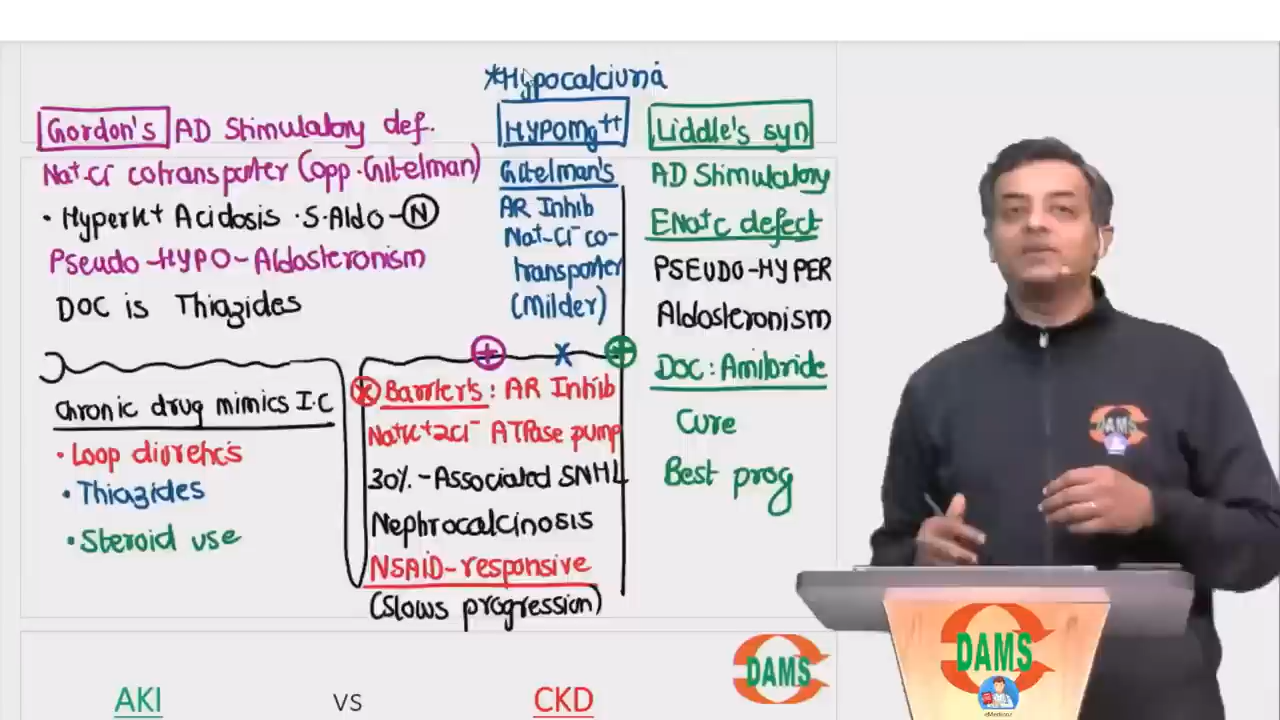 *Hypocalciuria
Gordon's AD Stimulatory def.
Na⁺-Cl⁻ cotransporter (opp. Gitelman)
• Hyperk⁺ Acidosis • S. Aldo - N
Pseudo-HYPO-Aldosteronism
DOC is Thiazides
HYPOMg⁺⁺
Gitelman's
AR Inhib
Na⁺-Cl⁻ co-
transporter
(Milder)
Liddle's syn
AD Stimulatory
ENa⁺C defect
PSEUDO-HYPER
Aldosteronism
DOC: Amiloride
Cure
Best prog
+ x +
Chronic drug mimics I.C
• Loop diuretics
• Thiazides
• Steroid use
x Bartter's: AR Inhib
Na⁺K⁺2Cl⁻ ATPase pump
30% - Associated SNHL
Nephrocalcinosis
NSAID-responsive
(Slows progression)
AKI VS CKD
DAMS
DAMS
DAMS
eMedicoz